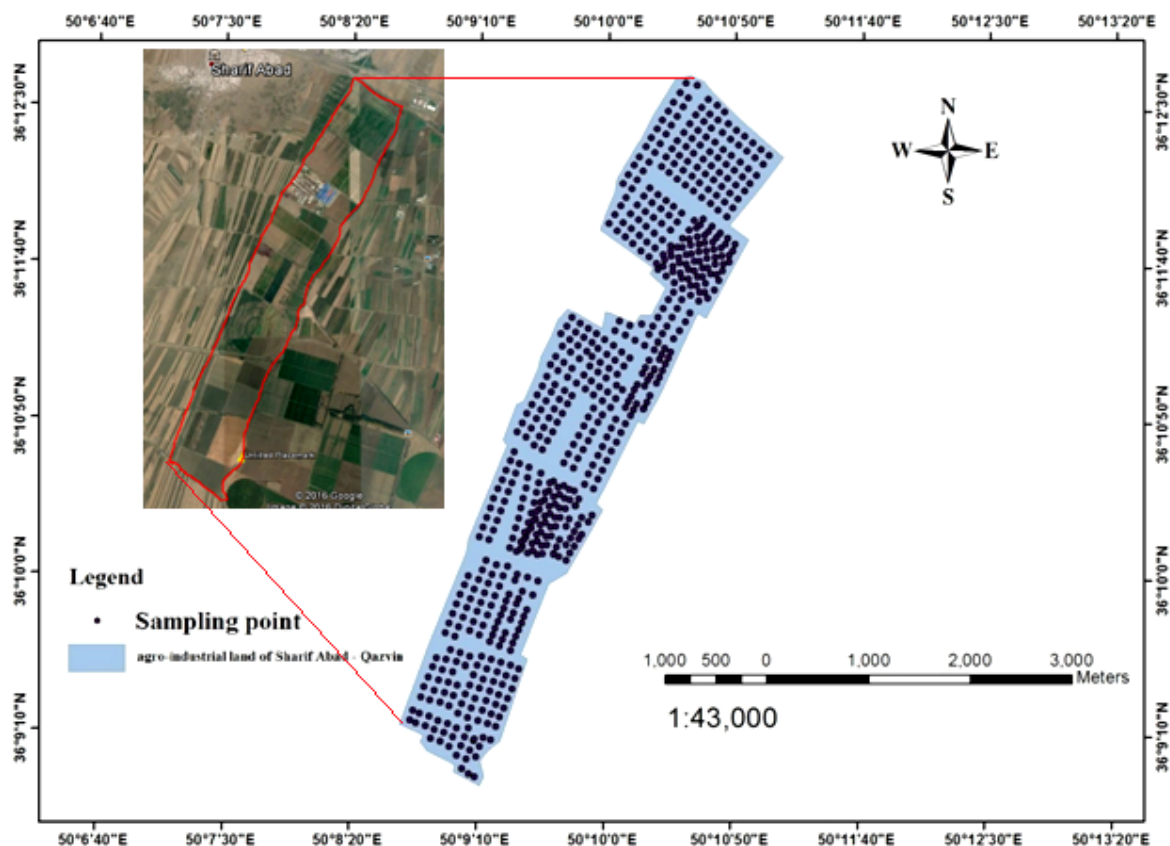 50°6'40"E 50°7'30"E 50°8'20"E 50°9'10"E 50°10'0"E 50°10'50"E 50°11'40"E 50°12'30"E 50°13'20"E
Sharif Abad
36°12'30"N
36°12'30"N
N
W E
S
36°11'40"N
36°11'40"N
36°10'50"N
36°10'50"N
Untitled Placemark
© 2016 Google
Image © 2016
36°10'0"N
36°10'0"N
Legend
Sampling point
agro-industrial land of Sharif Abad - Qazvin
1,000 500 0 1,000 2,000 3,000
Meters
1:43,000
36°9'10"N
36°9'10"N
50°6'40"E 50°7'30"E 50°8'20"E 50°9'10"E 50°10'0"E 50°10'50"E 50°11'40"E 50°12'30"E 50°13'20"E